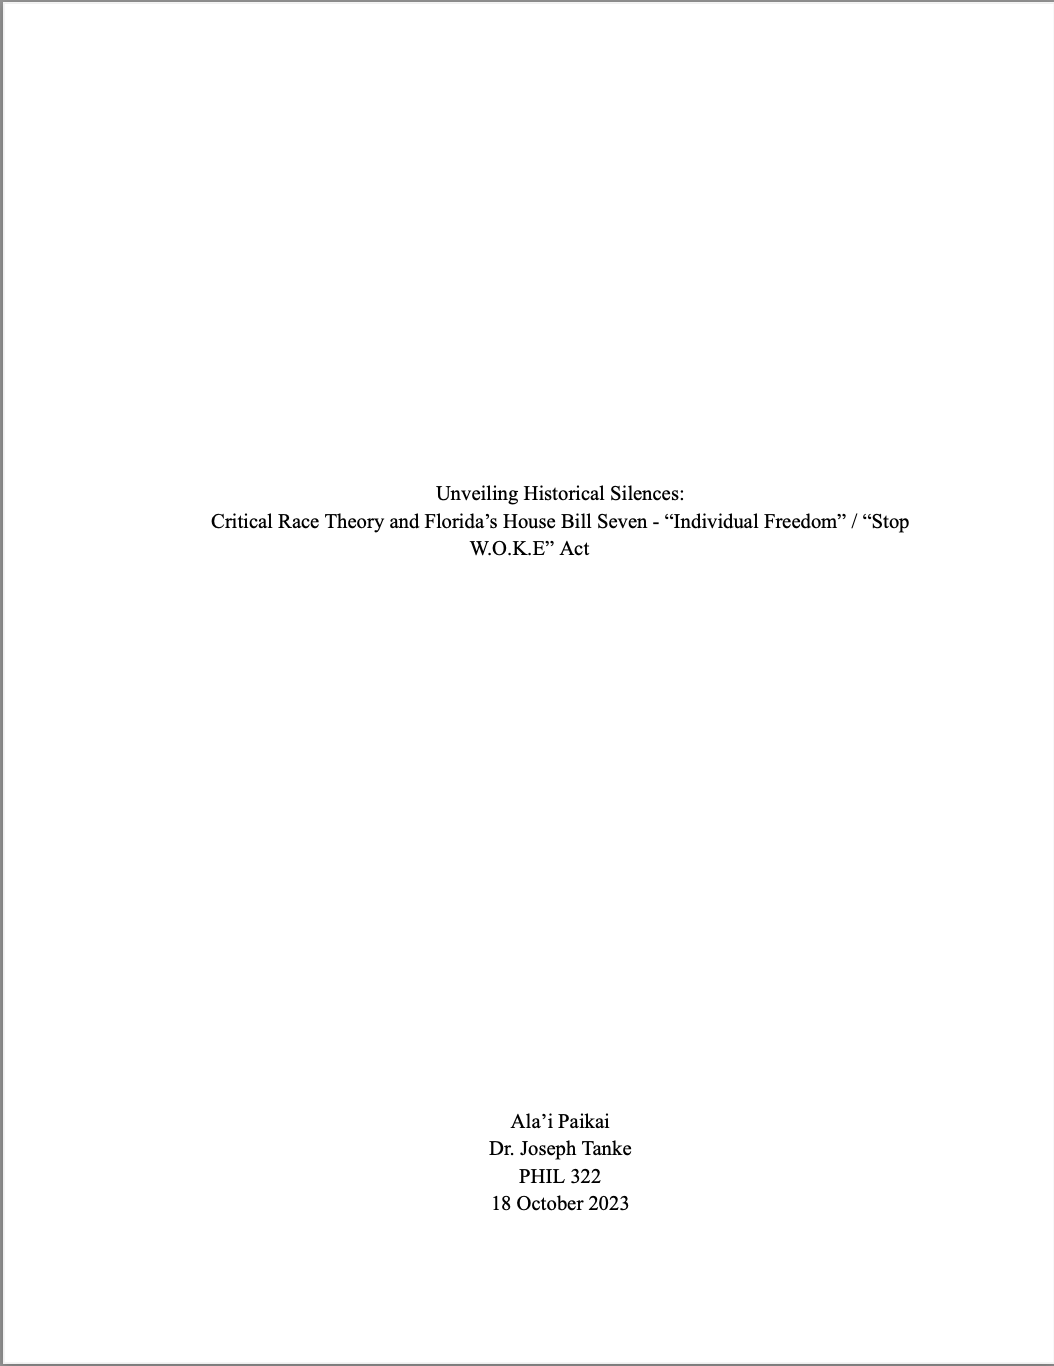 Unveiling Historical Silences:
Critical Race Theory and Florida’s House Bill Seven - “Individual Freedom” / “Stop
W.O.K.E” Act
Ala’i Paikai
Dr. Joseph Tanke
PHIL 322
18 October 2023